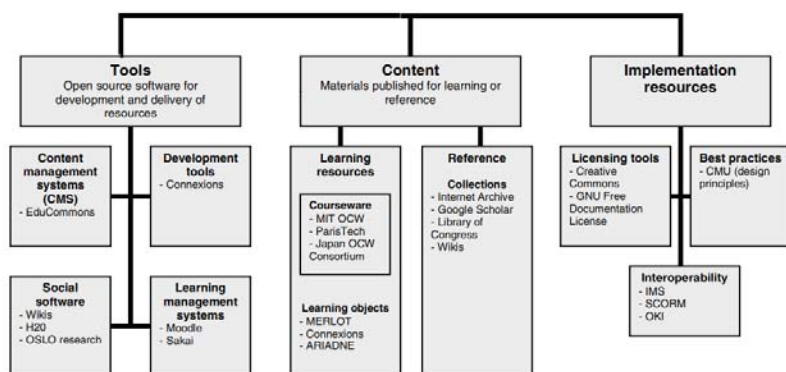 Tools
Open source software for
development and delivery of
resources
Content
Materials published for learning or
reference
Implementation
resources
Content
management
systems
(CMS)
- EduCommons
Development
tools
- Connexions
Social
software
- Wikis
- H20
- OSLO research
Learning
management
systems
- Moodle
- Sakai
Learning
resources
Courseware
- MIT OCW
- ParisTech
- Japan OCW
Consortium
Learning objects
- MERLOT
- Connexions
- ARIADNE
Reference
Collections
- Internet Archive
- Google Scholar
- Library of
Congress
- Wikis
Licensing tools
- Creative
Commons
- GNU Free
Documentation
License
Best practices
- CMU (design
principles)
Interoperability
- IMS
- SCORM
- OKI